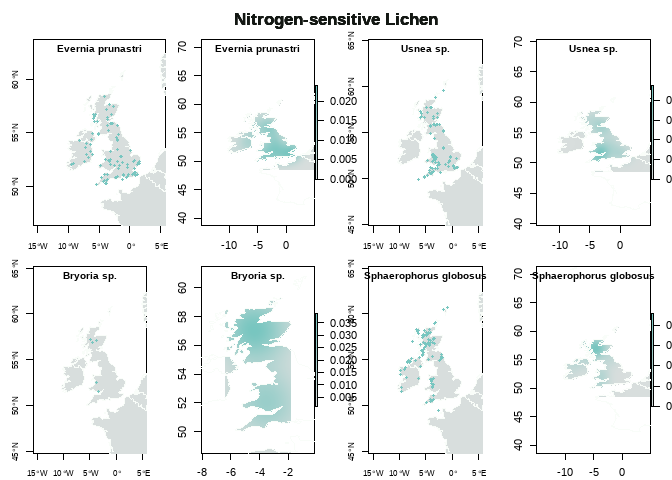 Nitrogen-sensitive Lichen
Evernia prunastri
Evernia prunastri
Usnea sp.
Usnea sp.
60°N
55°N
50°N
15°W 10°W 5°W 0° 5°E
70
65
60
55
50
45
40
-10 -5 0
0.020
0.015
0.010
0.005
0.000
65°N
60°N
55°N
50°N
45°N
15°W 10°W 5°W 0° 5°E
70
65
60
55
50
45
40
-10 -5 0
Bryoria sp.
Bryoria sp.
Sphaerophorus globosus
Sphaerophorus globosus
65°N
60°N
55°N
50°N
45°N
15°W 10°W 5°W 0° 5°E
60
58
56
54
52
50
-8 -6 -4 -2
0.035
0.030
0.025
0.020
0.015
0.010
0.005
65°N
60°N
55°N
50°N
45°N
15°W 10°W 5°W 0° 5°E
70
65
60
55
50
45
40
-10 -5 0